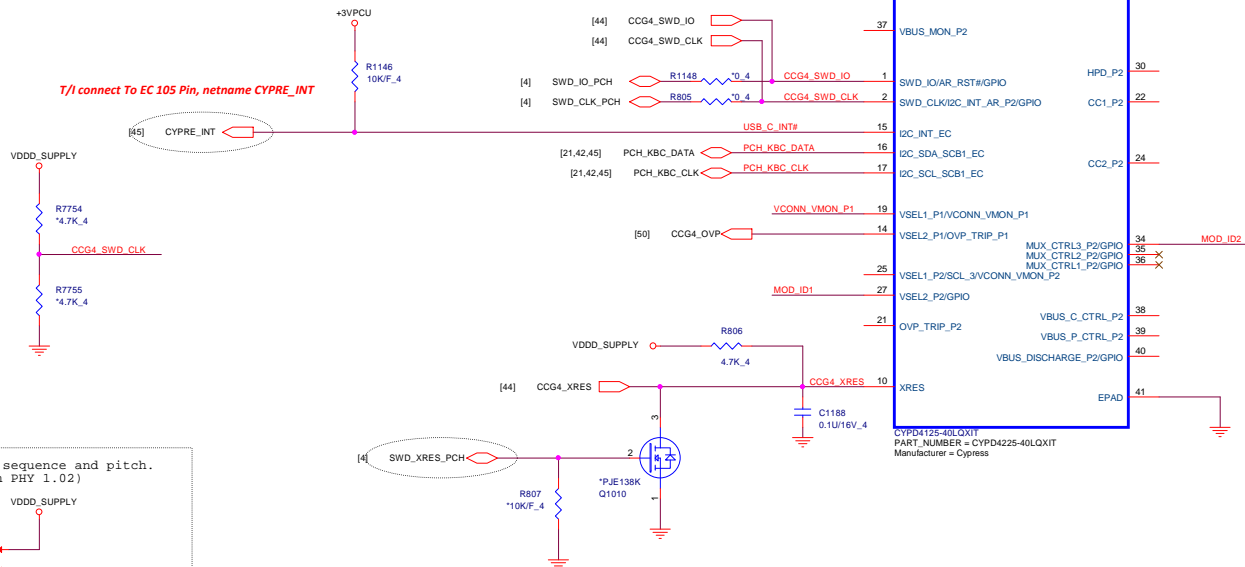 +3VPCU
R1146
10K/F_4
T/I connect To EC 105 Pin, netname CYPRE_INT
[45] CYPRE_INT
VDDD_SUPPLY
R7754
*4.7K_4
CCG4_SWD_CLK
R7755
*4.7K_4
[44] CCG4_SWD_IO
[44] CCG4_SWD_CLK
[4] SWD_IO_PCH R1148 *0_4 CCG4_SWD_IO
[4] SWD_CLK_PCH R805 *0_4 CCG4_SWD_CLK
USB_C_INT#
[21,42,45] PCH_KBC_DATA PCH_KBC_DATA
[21,42,45] PCH_KBC_CLK PCH_KBC_CLK
VCONN_VMON_P1
[50] CCG4_OVP
MOD_ID1
VDDD_SUPPLY
R806
4.7K_4
[44] CCG4_XRES CCG4_XRES
C1188
0.1U/16V_4
[4] SWD_XRES_PCH
R807
*10K/F_4
2
3
1
*PJE138K
Q1010
37 VBUS_MON_P2
1 SWD_IO/AR_RST#/GPIO
2 SWD_CLK/I2C_INT_AR_P2/GPIO
15 I2C_INT_EC
16 I2C_SDA_SCB1_EC
17 I2C_SCL_SCB1_EC
19 VSEL1_P1/VCONN_VMON_P1
14 VSEL2_P1/OVP_TRIP_P1
25 VSEL1_P2/SCL_3/VCONN_VMON_P2
27 VSEL2_P2/GPIO
21 OVP_TRIP_P2
10 XRES
HPD_P2 30
CC1_P2 22
CC2_P2 24
MUX_CTRL3_P2/GPIO 34 MOD_ID2
MUX_CTRL2_P2/GPIO 35
MUX_CTRL1_P2/GPIO 36
VBUS_C_CTRL_P2 38
VBUS_P_CTRL_P2 39
VBUS_DISCHARGE_P2/GPIO 40
EPAD 41
CYPD4125-40LQXIT
PART_NUMBER = CYPD4225-40LQXIT
Manufacturer = Cypress
sequence and pitch.
PHY 1.02)
VDDD_SUPPLY